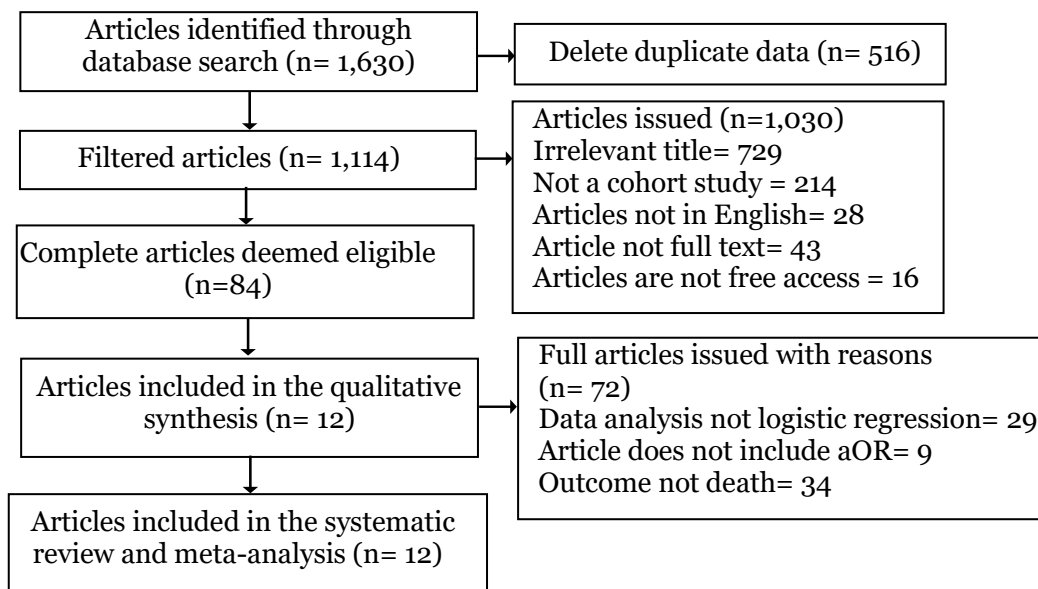 Articles identified through
database search (n= 1,630)
Delete duplicate data (n= 516)
Filtered articles (n= 1,114)
Articles issued (n=1,030)
Irrelevant title= 729
Not a cohort study = 214
Articles not in English= 28
Article not full text= 43
Articles are not free access = 16
Complete articles deemed eligible
(n=84)
Articles included in the qualitative
synthesis (n= 12)
Full articles issued with reasons
(n= 72)
Data analysis not logistic regression= 29
Article does not include aOR= 9
Outcome not death= 34
Articles included in the systematic
review and meta-analysis (n= 12)